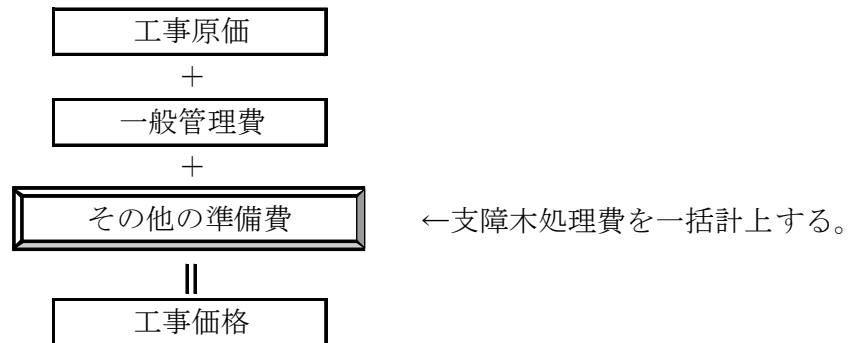 工事原価
＋
一般管理費
＋
その他の準備費 ←支障木処理費を一括計上する。
||
工事価格